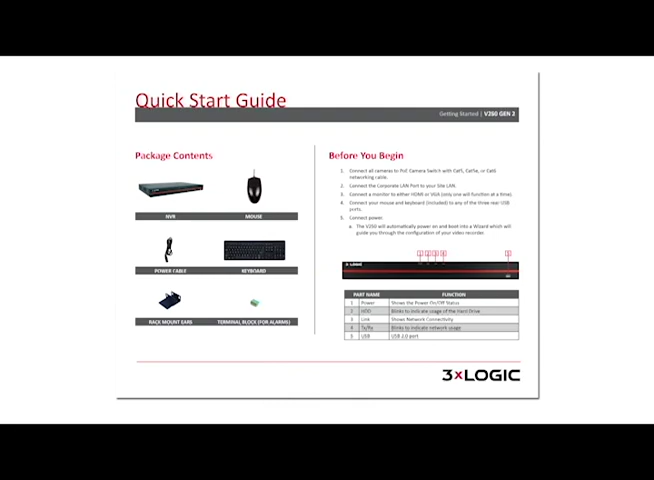 Quick Start Guide
Getting Started | V250 GEN 2
Package Contents
NVR
MOUSE
POWER CABLE
KEYBOARD
RACK MOUNT EARS
TERMINAL BLOCK (FOR ALARMS)
Before You Begin
1. Connect all cameras to PoE Camera Switch with Cat5, Cat5e, or Cat6
networking cable.
2. Connect the Corporate LAN Port to your Site LAN.
3. Connect a monitor to either HDMI or VGA (only one will function at a time).
4. Connect your mouse and keyboard (included) to any of the three rear USB
ports.
5. Connect power.
a. The V250 will automatically power on and boot into a Wizard which will
guide you through the configuration of your video recorder.
3xLOGIC
PART NAME FUNCTION
1 Power Shows the Power On/Off Status
2 HDD Blinks to indicate usage of the Hard Drive
3 Link Shows Network Connectivity
4 Tx/Rx Blinks to indicate network usage
5 USB USB 2.0 port
3xLOGIC